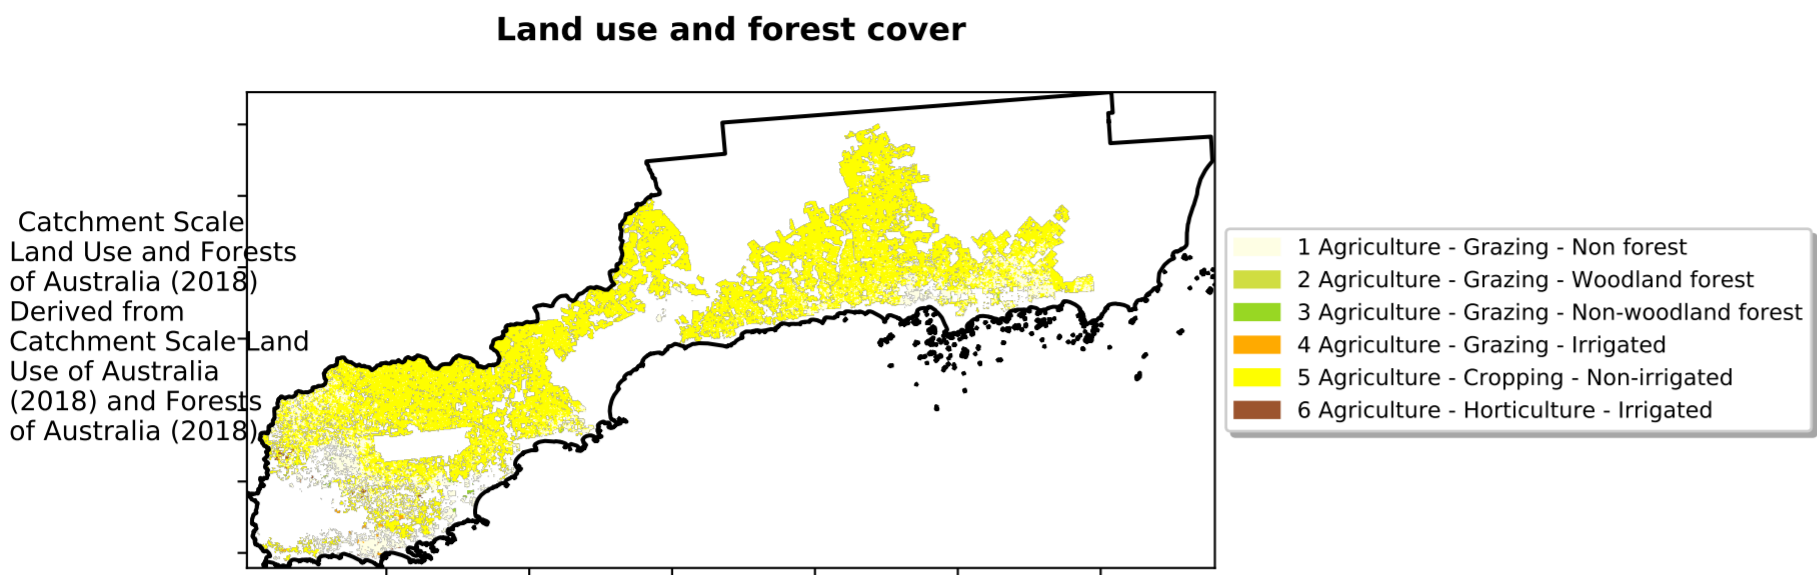 Land use and forest cover
Catchment Scale
Land Use and Forests
of Australia (2018)
Derived from
Catchment Scale Land
Use of Australia
(2018) and Forests
of Australia (2018)
1 Agriculture - Grazing - Non forest
2 Agriculture - Grazing - Woodland forest
3 Agriculture - Grazing - Non-woodland forest
4 Agriculture - Grazing - Irrigated
5 Agriculture - Cropping - Non-irrigated
6 Agriculture - Horticulture - Irrigated